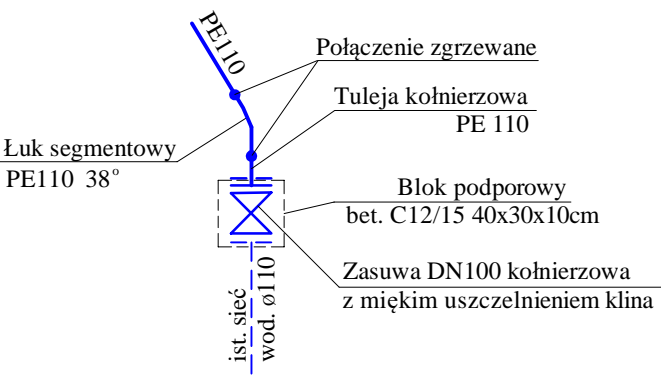 PE110
Połączenie zgrzewane
Tuleja kołnierzowa
PE 110
Łuk segmentowy
PE110 38°
Blok podporowy
bet. C12/15 40x30x10cm
Zasuwa DN100 kołnierzowa
z miękim uszczelnieniem klina
ist. sieć
wod. ø110